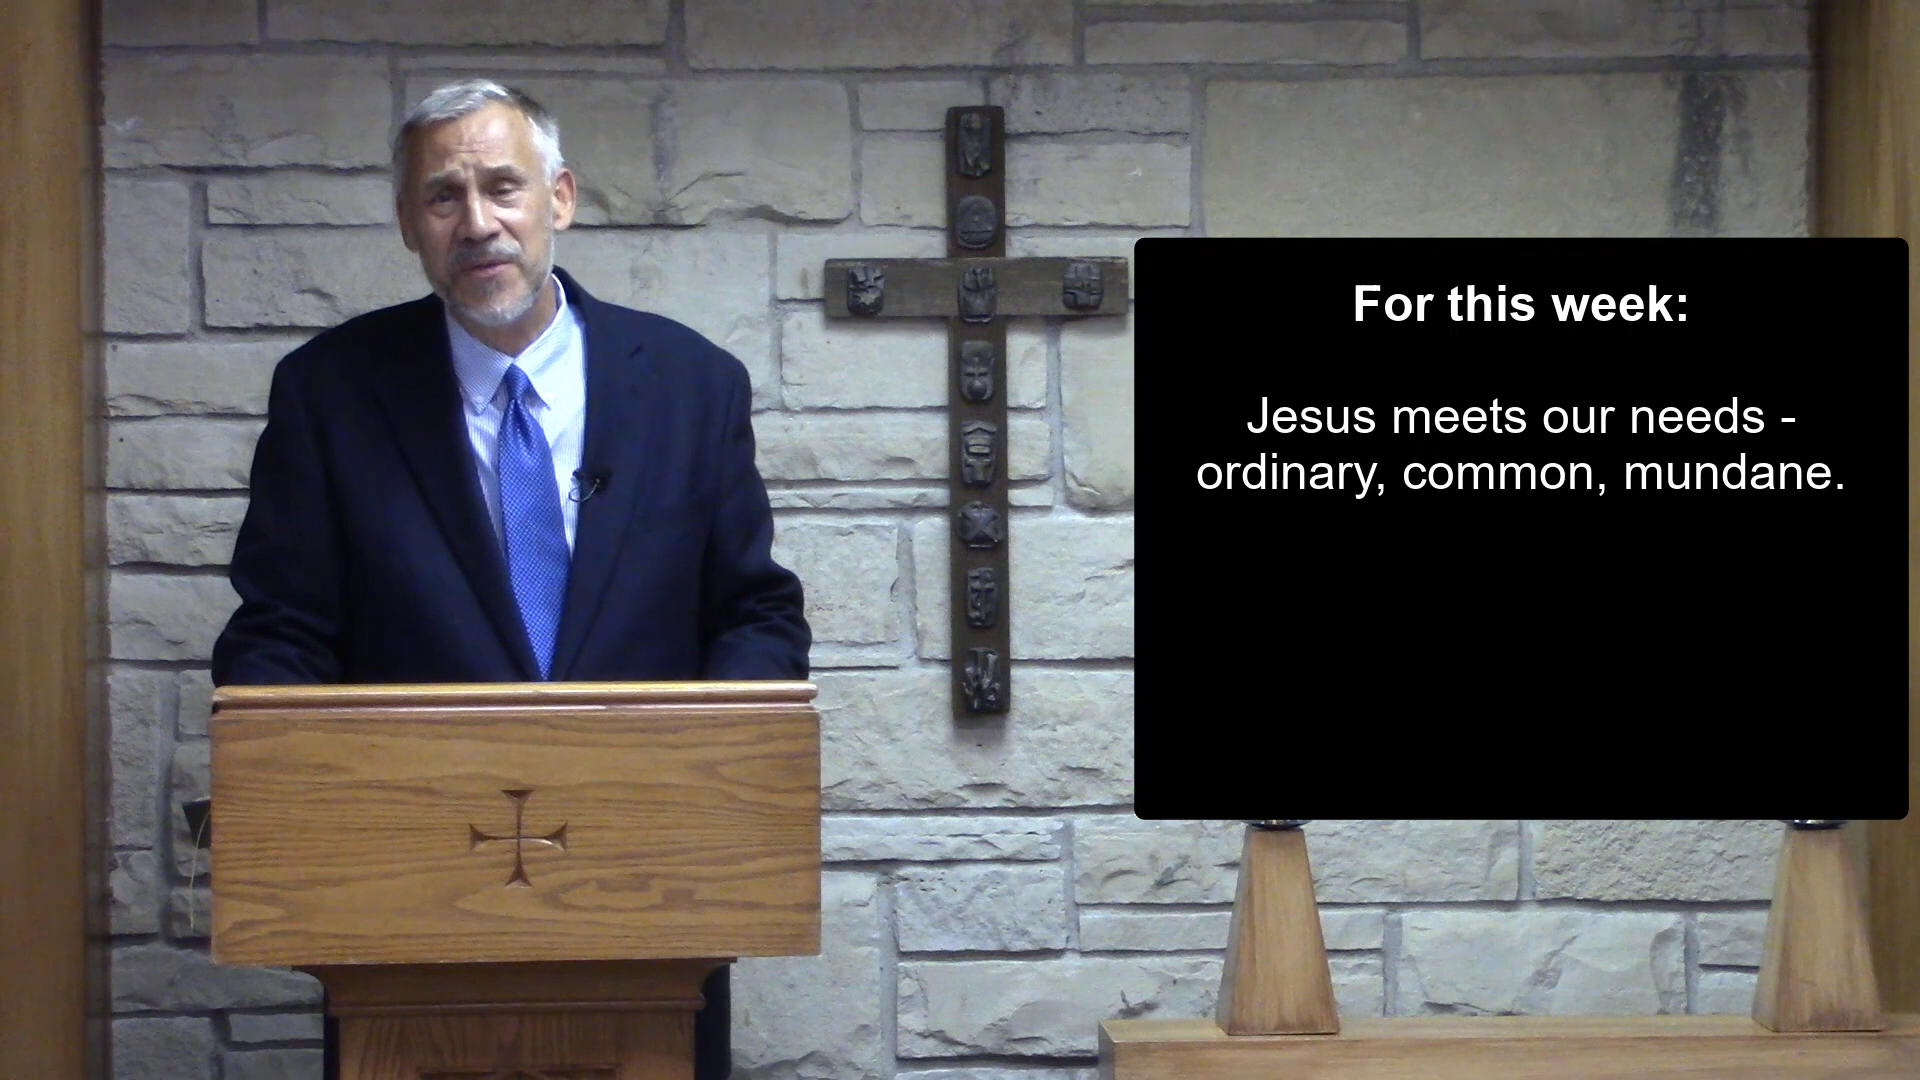 For this week:
Jesus meets our needs -
ordinary, common, mundane.